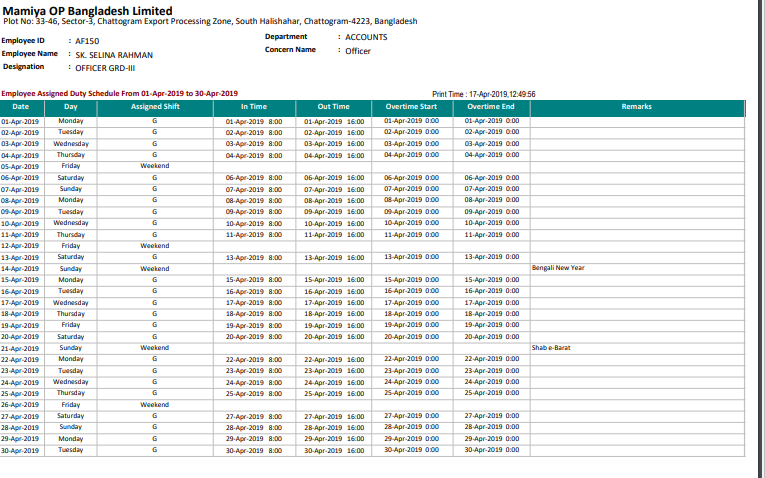 Mamiya OP Bangladesh Limited
Plot No: 33-46, Sector-3, Chattogram Export Processing Zone, South Halishahar, Chattogram-4223, Bangladesh
Employee ID : AF150 Department : ACCOUNTS
Employee Name : SK. SELINA RAHMAN Concern Name : Officer
Designation : OFFICER GRD-III
Employee Assigned Duty Schedule From 01-Apr-2019 to 30-Apr-2019 Print Time : 17-Apr-2019,12:49:56
Date Day Assigned Shift In Time Out Time Overtime Start Overtime End Remarks
01-Apr-2019 Monday G 01-Apr-2019 8:00 01-Apr-2019 16:00 01-Apr-2019 0:00 01-Apr-2019 0:00
02-Apr-2019 Tuesday G 02-Apr-2019 8:00 02-Apr-2019 16:00 02-Apr-2019 0:00 02-Apr-2019 0:00
03-Apr-2019 Wednesday G 03-Apr-2019 8:00 03-Apr-2019 16:00 03-Apr-2019 0:00 03-Apr-2019 0:00
04-Apr-2019 Thursday G 04-Apr-2019 8:00 04-Apr-2019 16:00 04-Apr-2019 0:00 04-Apr-2019 0:00
05-Apr-2019 Friday Weekend
06-Apr-2019 Saturday G 06-Apr-2019 8:00 06-Apr-2019 16:00 06-Apr-2019 0:00 06-Apr-2019 0:00
07-Apr-2019 Sunday G 07-Apr-2019 8:00 07-Apr-2019 16:00 07-Apr-2019 0:00 07-Apr-2019 0:00
08-Apr-2019 Monday G 08-Apr-2019 8:00 08-Apr-2019 16:00 08-Apr-2019 0:00 08-Apr-2019 0:00
09-Apr-2019 Tuesday G 09-Apr-2019 8:00 09-Apr-2019 16:00 09-Apr-2019 0:00 09-Apr-2019 0:00
10-Apr-2019 Wednesday G 10-Apr-2019 8:00 10-Apr-2019 16:00 10-Apr-2019 0:00 10-Apr-2019 0:00
11-Apr-2019 Thursday G 11-Apr-2019 8:00 11-Apr-2019 16:00 11-Apr-2019 0:00 11-Apr-2019 0:00
12-Apr-2019 Friday Weekend
13-Apr-2019 Saturday G 13-Apr-2019 8:00 13-Apr-2019 16:00 13-Apr-2019 0:00 13-Apr-2019 0:00
14-Apr-2019 Sunday Weekend Bengali New Year
15-Apr-2019 Monday G 15-Apr-2019 8:00 15-Apr-2019 16:00 15-Apr-2019 0:00 15-Apr-2019 0:00
16-Apr-2019 Tuesday G 16-Apr-2019 8:00 16-Apr-2019 16:00 16-Apr-2019 0:00 16-Apr-2019 0:00
17-Apr-2019 Wednesday G 17-Apr-2019 8:00 17-Apr-2019 16:00 17-Apr-2019 0:00 17-Apr-2019 0:00
18-Apr-2019 Thursday G 18-Apr-2019 8:00 18-Apr-2019 16:00 18-Apr-2019 0:00 18-Apr-2019 0:00
19-Apr-2019 Friday G 19-Apr-2019 8:00 19-Apr-2019 16:00 19-Apr-2019 0:00 19-Apr-2019 0:00
20-Apr-2019 Saturday G 20-Apr-2019 8:00 20-Apr-2019 16:00 20-Apr-2019 0:00 20-Apr-2019 0:00
21-Apr-2019 Sunday Weekend Shab e-Barat
22-Apr-2019 Monday G 22-Apr-2019 8:00 22-Apr-2019 16:00 22-Apr-2019 0:00 22-Apr-2019 0:00
23-Apr-2019 Tuesday G 23-Apr-2019 8:00 23-Apr-2019 16:00 23-Apr-2019 0:00 23-Apr-2019 0:00
24-Apr-2019 Wednesday G 24-Apr-2019 8:00 24-Apr-2019 16:00 24-Apr-2019 0:00 24-Apr-2019 0:00
25-Apr-2019 Thursday G 25-Apr-2019 8:00 25-Apr-2019 16:00 25-Apr-2019 0:00 25-Apr-2019 0:00
26-Apr-2019 Friday Weekend
27-Apr-2019 Saturday G 27-Apr-2019 8:00 27-Apr-2019 16:00 27-Apr-2019 0:00 27-Apr-2019 0:00
28-Apr-2019 Sunday G 28-Apr-2019 8:00 28-Apr-2019 16:00 28-Apr-2019 0:00 28-Apr-2019 0:00
29-Apr-2019 Monday G 29-Apr-2019 8:00 29-Apr-2019 16:00 29-Apr-2019 0:00 29-Apr-2019 0:00
30-Apr-2019 Tuesday G 30-Apr-2019 8:00 30-Apr-2019 16:00 30-Apr-2019 0:00 30-Apr-2019 0:00